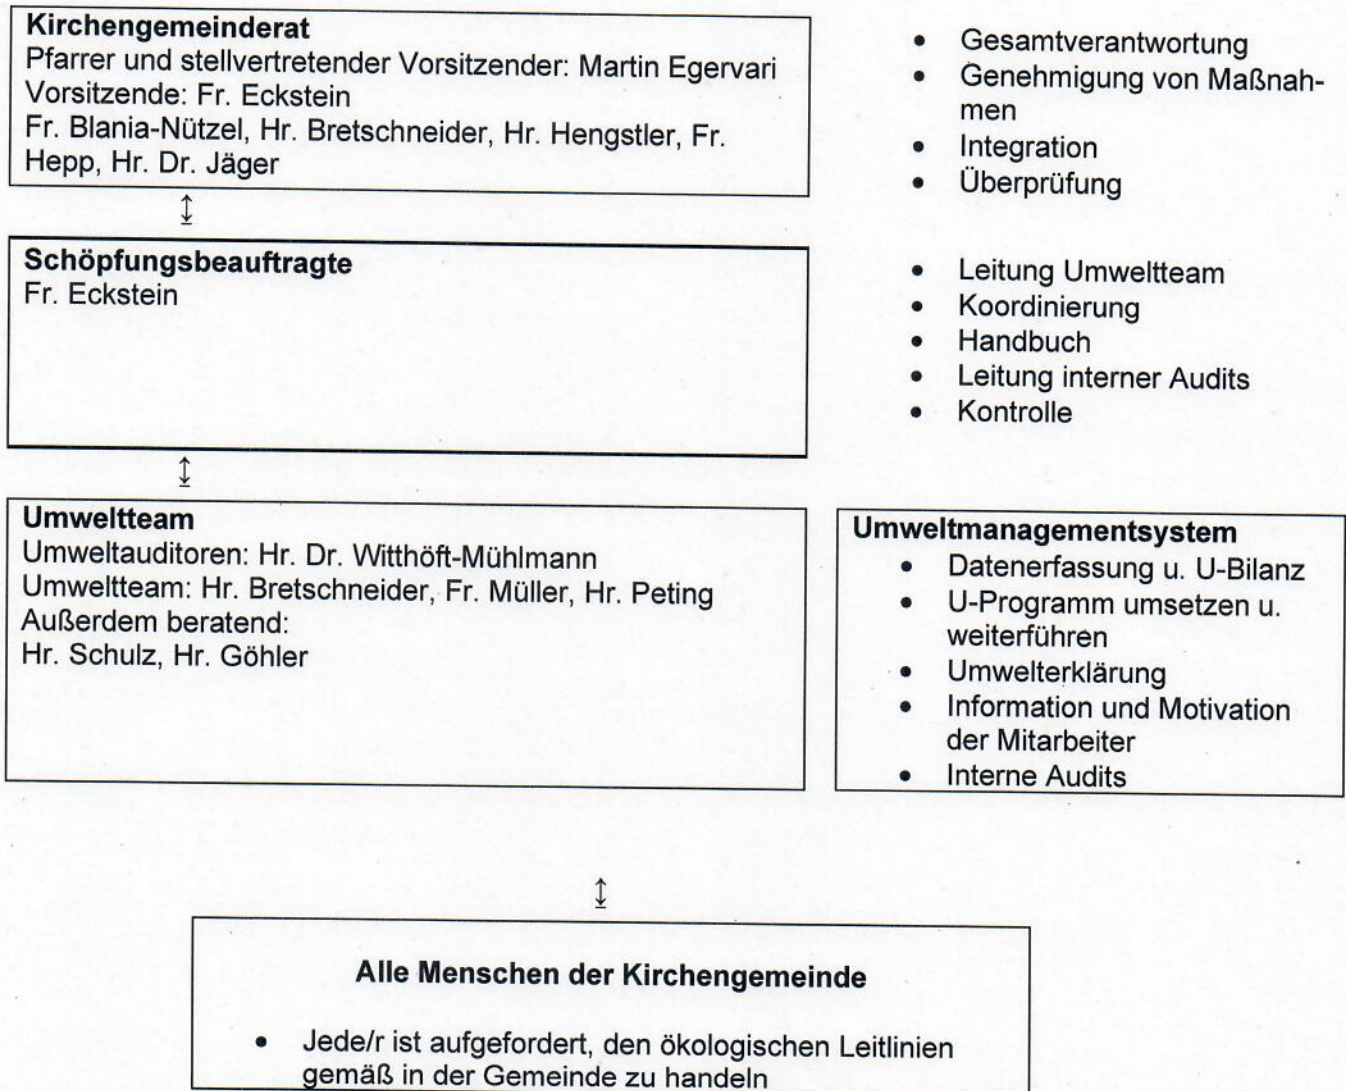 Kirchengemeinderat
Pfarrer und stellvertretender Vorsitzender: Martin Egervari
Vorsitzende: Fr. Eckstein
Fr. Blania-Nützel, Hr. Bretschneider, Hr. Hengstler, Fr.
Hepp, Hr. Dr. Jäger
• Gesamtverantwortung
• Genehmigung von Maßnah-
men
• Integration
• Überprüfung
↕
Schöpfungsbeauftragte
Fr. Eckstein
• Leitung Umweltteam
• Koordinierung
• Handbuch
• Leitung interner Audits
• Kontrolle
↕
Umweltteam
Umweltauditoren: Hr. Dr. Witthöft-Mühlmann
Umweltteam: Hr. Bretschneider, Fr. Müller, Hr. Peting
Außerdem beratend:
Hr. Schulz, Hr. Göhler
Umweltmanagementsystem
• Datenerfassung u. U-Bilanz
• U-Programm umsetzen u.
weiterführen
• Umwelterklärung
• Information und Motivation
der Mitarbeiter
• Interne Audits
↕
Alle Menschen der Kirchengemeinde
• Jede/r ist aufgefordert, den ökologischen Leitlinien
gemäß in der Gemeinde zu handeln